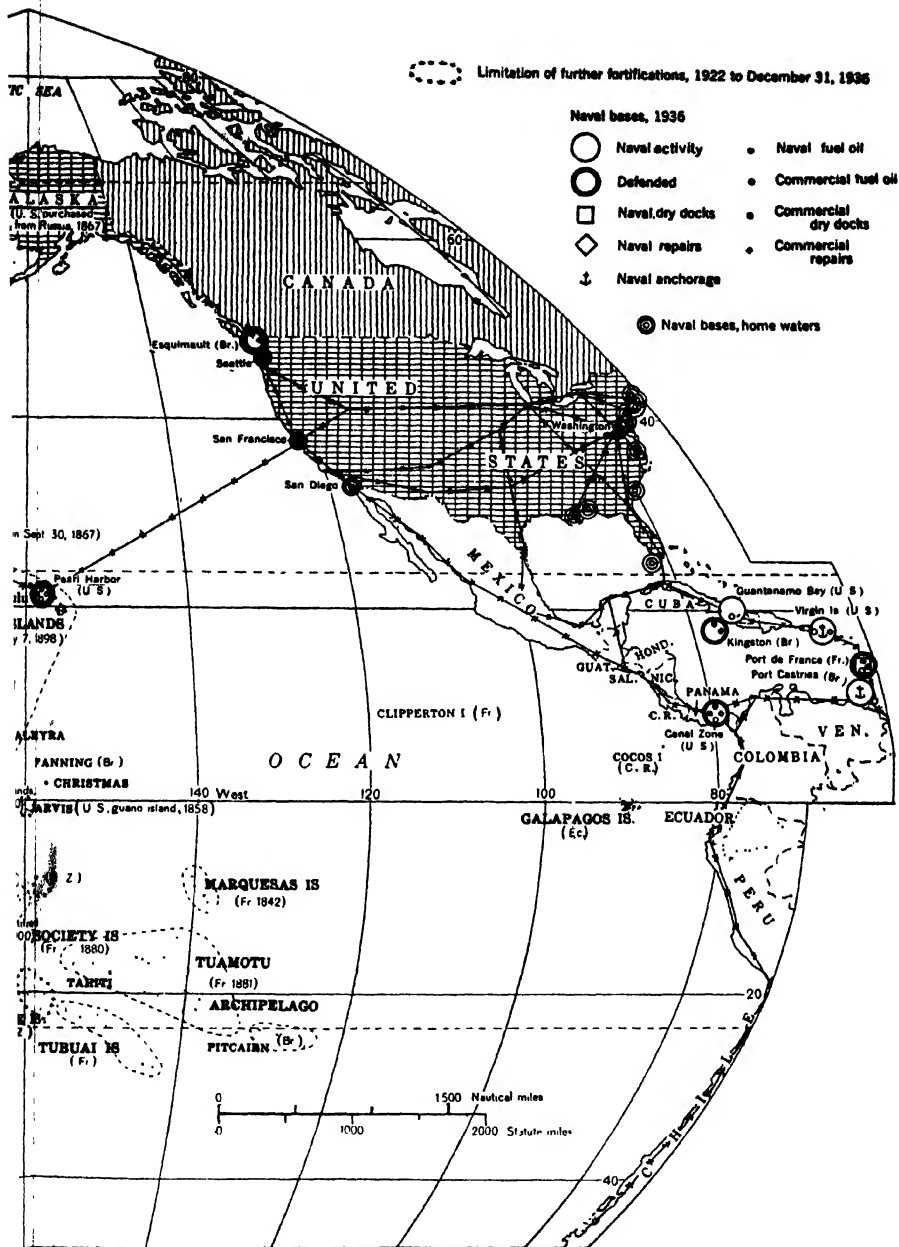 Limitation of further fortifications, 1922 to December 31, 1936
Naval bases, 1936
Naval activity
Naval fuel oil
Defended
Commercial fuel oil
Naval, dry docks
Commercial
dry docks
Naval repairs
Commercial
repairs
Naval anchorage
Naval bases, home waters
SEA
ALASKA
(U. S. purchased
from Russia, 1867)
60
CANADA
Esquimault (Br.)
Seattle
UNITED
Washington
40
San Francisco
STATES
San Diego
Sept 30, 1867)
MEXICO
Pearl Harbor
(U S)
Guantanamo Bay (U S)
CUBA
Virgin Is (U S)
7, 1898)
HOND.
Kingston (Br)
GUAT.
Port de France (Fr.)
SAL. NIC.
Port Castries (Br)
PANAMA
CLIPPERTON I (Fr)
C.R.
Canal Zone
(U S)
VEN.
COLOMBIA
FANNING (Br)
OCEAN
COCOS I
(C.R.)
CHRISTMAS
140 West
120
100
80
JARVIS (U S. guano island, 1858)
GALAPAGOS IS.
(Ec.)
ECUADOR
MARQUESAS IS
(Fr 1842)
PERU
SOCIETY IS
(Fr 1880)
TUAMOTU
(Fr 1881)
TAHITI
ARCHIPELAGO
20
PITCAIRN (Br)
TUBUAI IS
(Fr)
0 1500 Nautical miles
0 1000 2000 Statute miles
CHILE
40